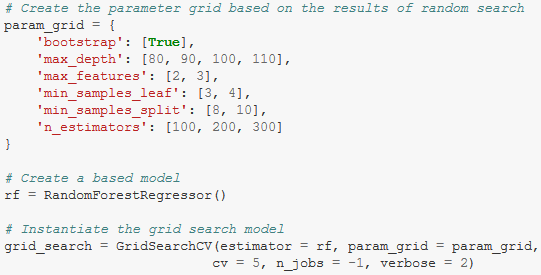 # Create the parameter grid based on the results of random search
param_grid = {
    'bootstrap': [True],
    'max_depth': [80, 90, 100, 110],
    'max_features': [2, 3],
    'min_samples_leaf': [3, 4],
    'min_samples_split': [8, 10],
    'n_estimators': [100, 200, 300]
}
# Create a based model
rf = RandomForestRegressor()
# Instantiate the grid search model
grid_search = GridSearchCV(estimator = rf, param_grid = param_grid,
                          cv = 5, n_jobs = -1, verbose = 2)